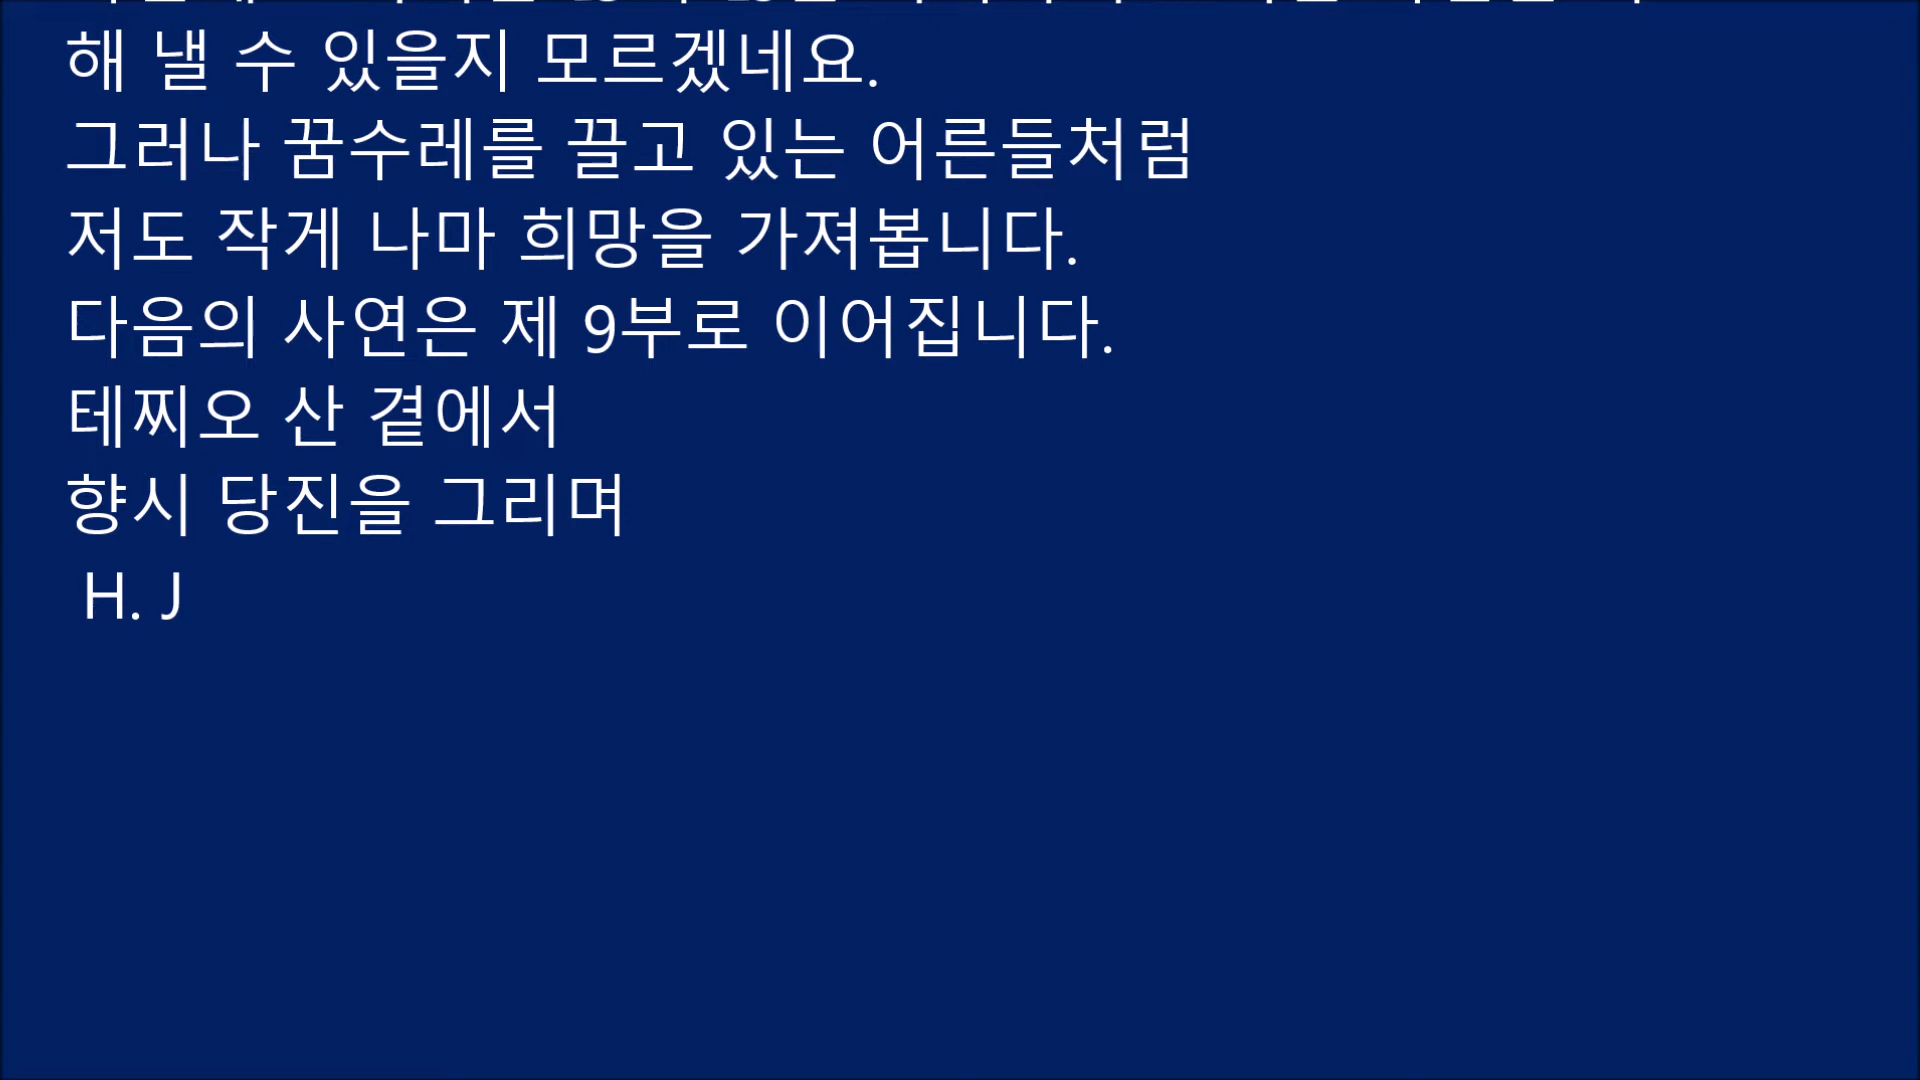 해 낼 수 있을지 모르겠네요.
그러나 꿈수레를 끌고 있는 어른들처럼
저도 작게 나마 희망을 가져봅니다.
다음의 사연은 제 9부로 이어집니다.
테찌오 산 곁에서
향시 당진을 그리며
H. J